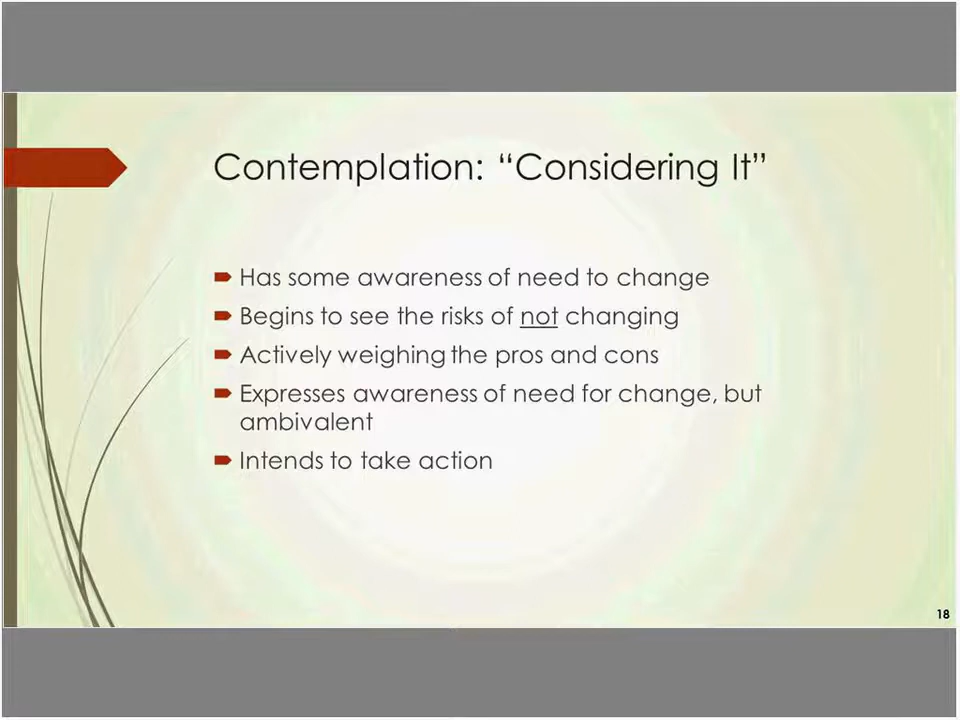 Contemplation: “Considering It”
Has some awareness of need to change
Begins to see the risks of not changing
Actively weighing the pros and cons
Expresses awareness of need for change, but
ambivalent
Intends to take action
18